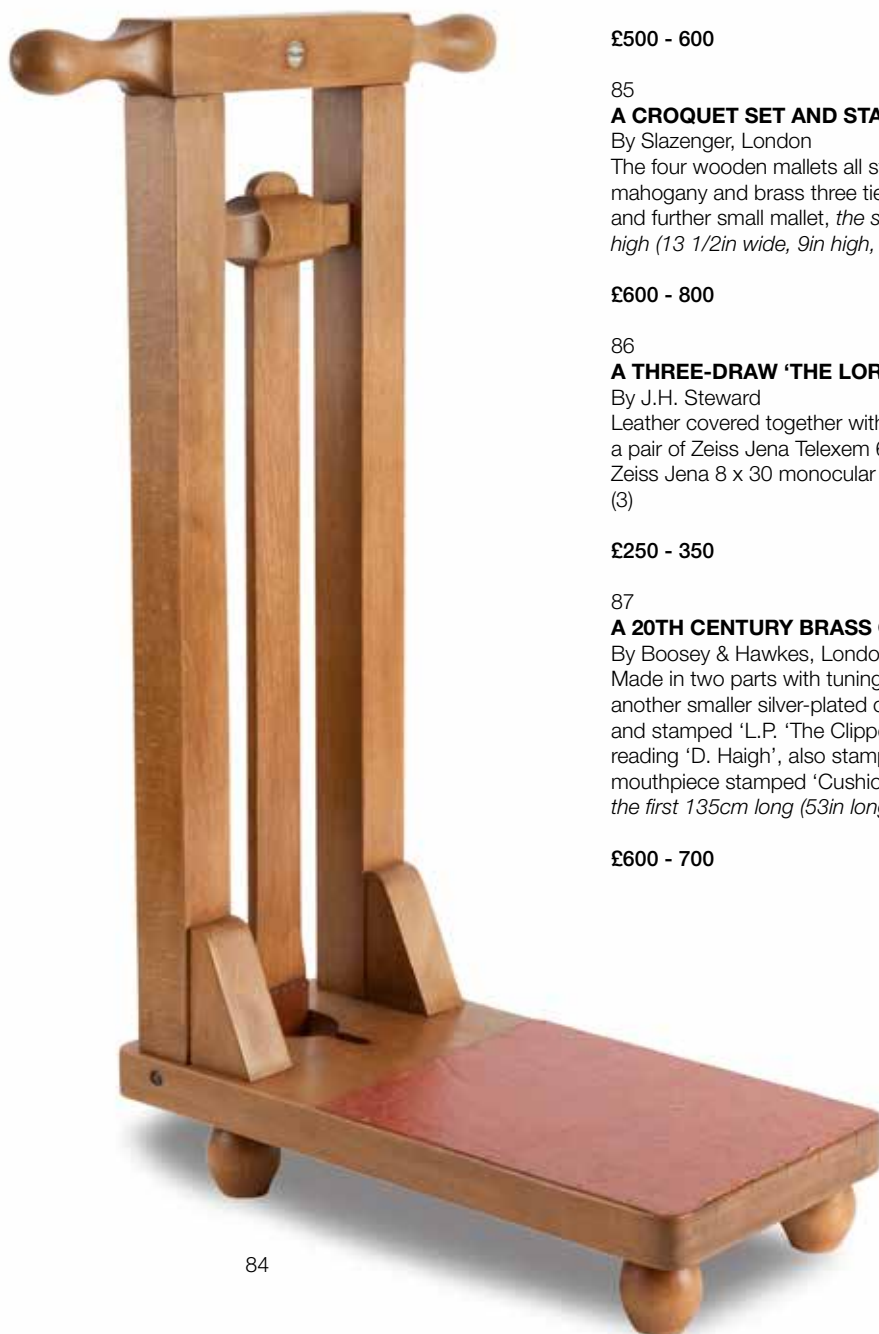 £500 - 600
85
A CROQUET SET AND STA
By Slazenger, London
The four wooden mallets all s
mahogany and brass three tie
and further small mallet, the s
high (13 1/2in wide, 9in high,
£600 - 800
86
A THREE-DRAW ‘THE LOR
By J.H. Steward
Leather covered together with
a pair of Zeiss Jena Telexem 6
Zeiss Jena 8 x 30 monocular
(3)
£250 - 350
87
A 20TH CENTURY BRASS
By Boosey & Hawkes, Londo
Made in two parts with tuning
another smaller silver-plated c
and stamped ‘L.P. ‘The Clippe
reading ‘D. Haigh’, also stamp
mouthpiece stamped ‘Cushio
the first 135cm long (53in long
£600 - 700
84